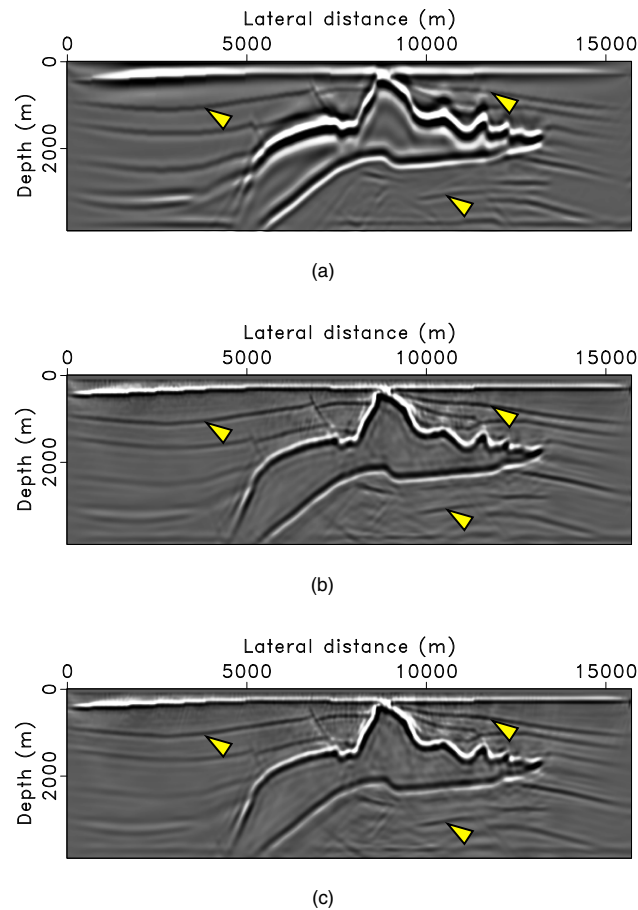 Lateral distance (m)
0 5000 10000 15000
0
2000
Depth (m)
(a)
Lateral distance (m)
0 5000 10000 15000
0
2000
Depth (m)
(b)
Lateral distance (m)
0 5000 10000 15000
0
2000
Depth (m)
(c)